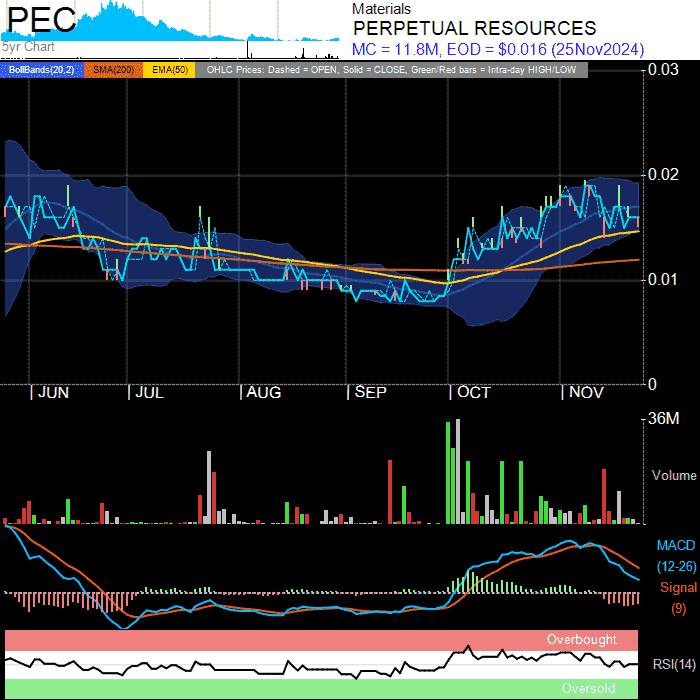 PEC
5yr Chart
Materials
PERPETUAL RESOURCES
MC = 11.8M, EOD = $0.016 (25Nov2024)
BollBands(20,2) SMA(200) EMA(50) OHLC Prices: Dashed = OPEN, Solid = CLOSE, Green/Red bars = Intra-day HIGH/LOW
0.03
0.02
0.01
0
| JUN | JUL | AUG | SEP | OCT | NOV
36M
Volume
MACD
(12-26)
Signal
(9)
Overbought
RSI(14)
Oversold